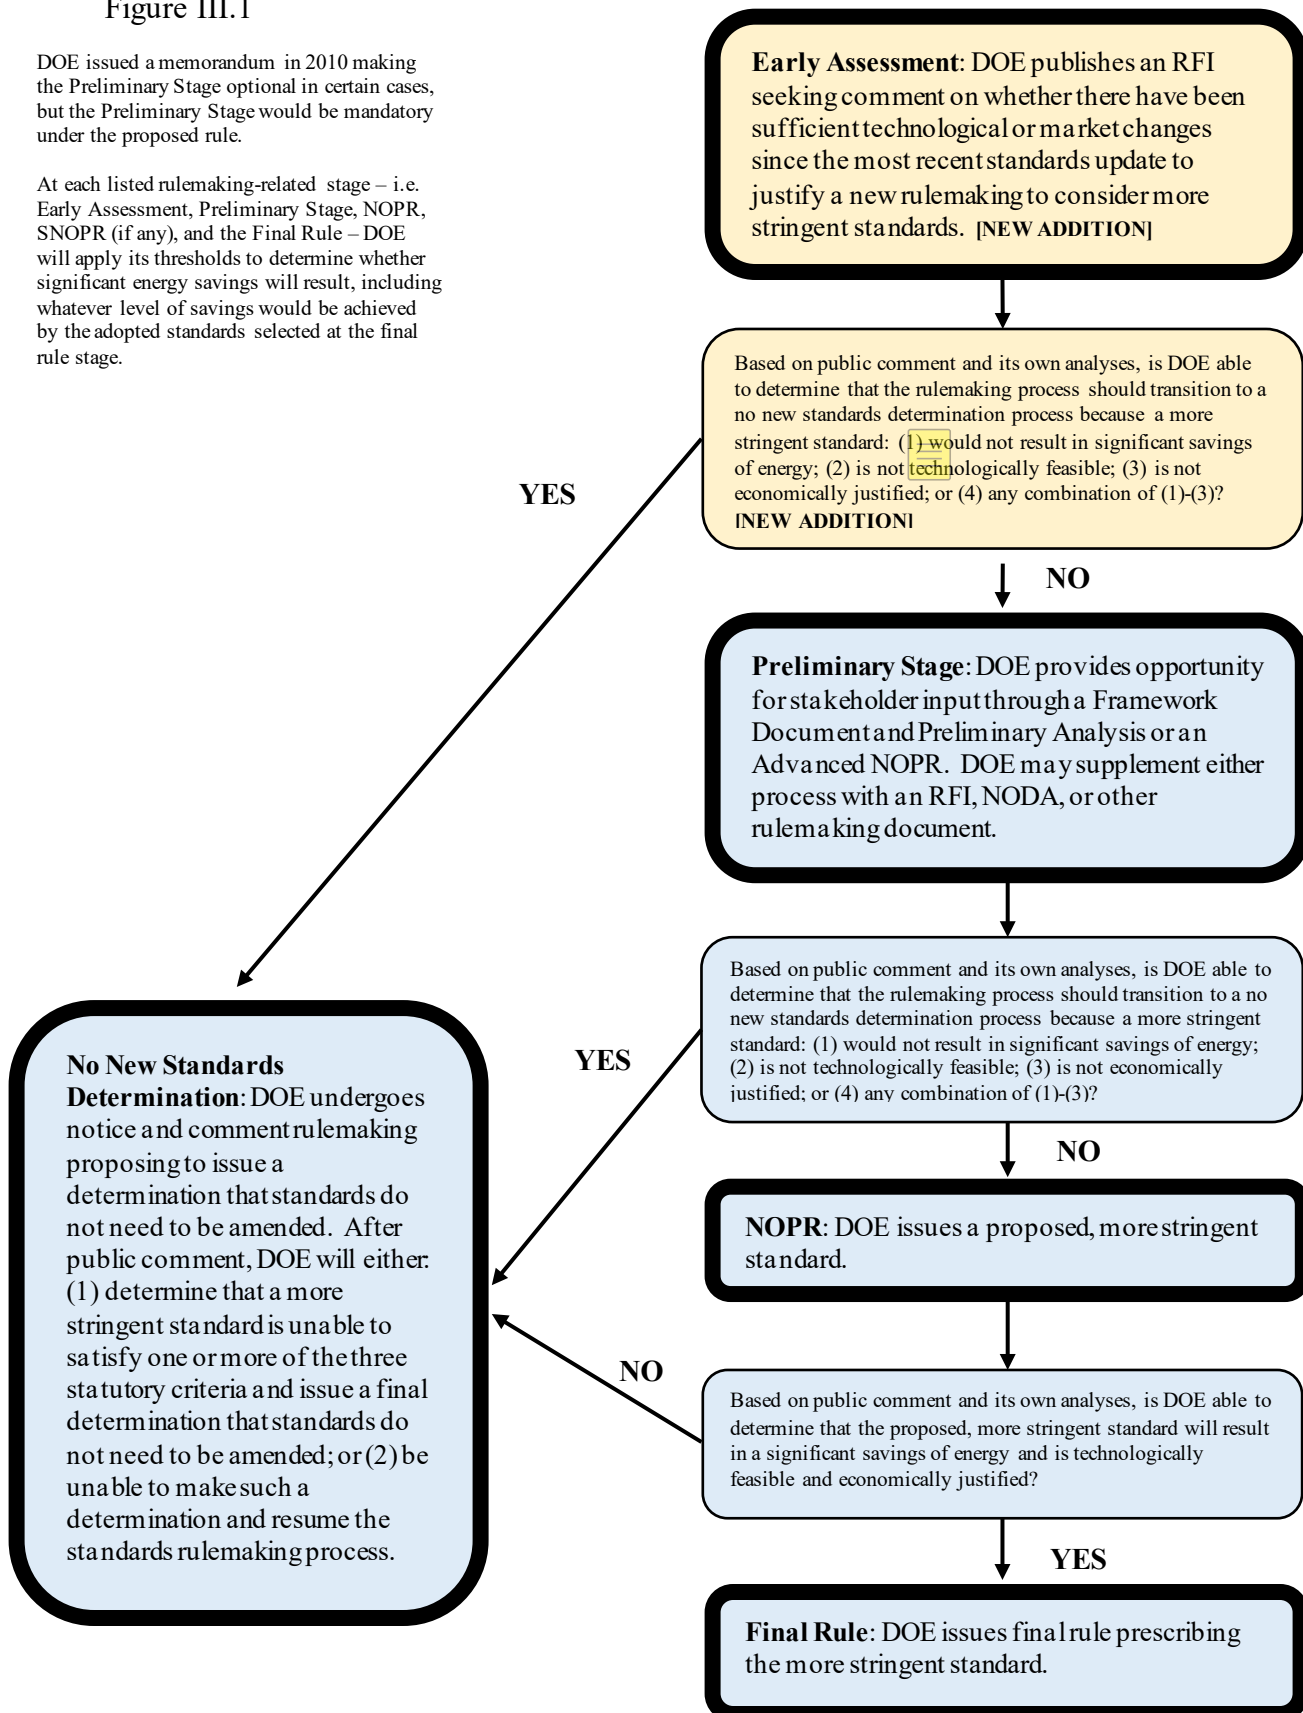 Figure III.1
DOE issued a memorandum in 2010 making
the Preliminary Stage optional in certain cases,
but the Preliminary Stage would be mandatory
under the proposed rule.
At each listed rulemaking-related stage – i.e.
Early Assessment, Preliminary Stage, NOPR,
SNOPR (if any), and the Final Rule – DOE
will apply its thresholds to determine whether
significant energy savings will result, including
whatever level of savings would be achieved
by the adopted standards selected at the final
rule stage.
Early Assessment: DOE publishes an RFI
seeking comment on whether there have been
sufficient technological or market changes
since the most recent standards update to
justify a new rulemaking to consider more
stringent standards. [NEW ADDITION]
Based on public comment and its own analyses, is DOE able
to determine that the rulemaking process should transition to a
no new standards determination process because a more
stringent standard: (1) would not result in significant savings
of energy; (2) is not technologically feasible; (3) is not
economically justified; or (4) any combination of (1)-(3)?
[NEW ADDITION]
YES
NO
Preliminary Stage: DOE provides opportunity
for stakeholder input through a Framework
Document and Preliminary Analysis or an
Advanced NOPR. DOE may supplement either
process with an RFI, NODA, or other
rulemaking document.
Based on public comment and its own analyses, is DOE able to
determine that the rulemaking process should transition to a no
new standards determination process because a more stringent
standard: (1) would not result in significant savings of energy;
(2) is not technologically feasible; (3) is not economically
justified; or (4) any combination of (1)-(3)?
YES
NO
No New Standards
Determination: DOE undergoes
notice and comment rulemaking
proposing to issue a
determination that standards do
not need to be amended. After
public comment, DOE will either:
(1) determine that a more
stringent standard is unable to
satisfy one or more of the three
statutory criteria and issue a final
determination that standards do
not need to be amended; or (2) be
unable to make such a
determination and resume the
standards rulemaking process.
NOPR: DOE issues a proposed, more stringent
standard.
NO
Based on public comment and its own analyses, is DOE able to
determine that the proposed, more stringent standard will result
in a significant savings of energy and is technologically
feasible and economically justified?
YES
Final Rule: DOE issues final rule prescribing
the more stringent standard.